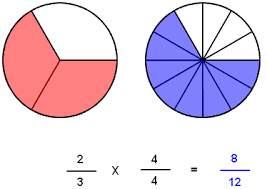 2/3 X 4/4 = 8/12